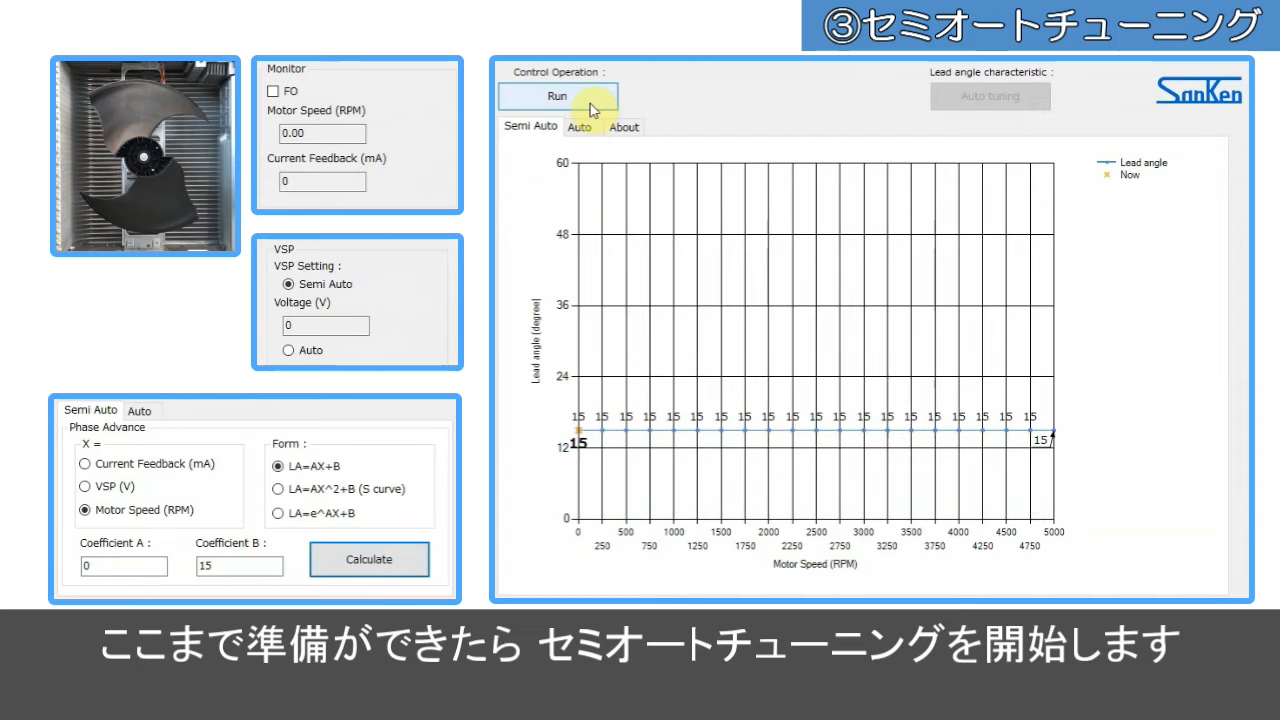 ③セミオートチューニング
Monitor
FO
Motor Speed (RPM)
0.00
Current Feedback (mA)
0
VSP
VSP Setting :
Semi Auto
Voltage (V)
0
Auto
Semi Auto Auto
Phase Advance
X =
Current Feedback (mA)
VSP (V)
Motor Speed (RPM)
Form :
LA=AX+B
LA=AX^2+B (S curve)
LA=e^AX+B
Coefficient A :
0
Coefficient B :
15
Calculate
Control Operation :
Run
Lead angle characteristic :
Auto tuning
SanKen
Semi Auto Auto About
Lead angle
Now
60
48
36
24
12
0
Lead angle (degree)
15 15 15 15 15 15 15 15 15 15 15 15 15 15 15 15 15 15 15 15
15
15
0 500 1000 1500 2000 2500 3000 3500 4000 4500 5000
250 750 1250 1750 2250 2750 3250 3750 4250 4750
Motor Speed (RPM)
ここまで準備ができたら セミオートチューニングを開始します